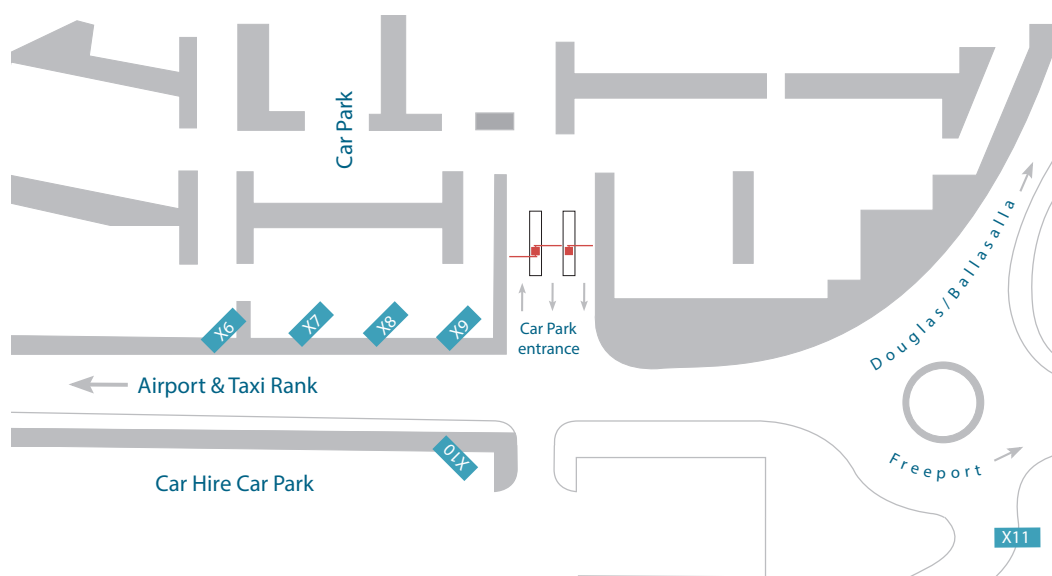 Car Park
Douglas/Ballasalla
X6
X7
X8
X9
Car Park
entrance
Airport & Taxi Rank
X10
Freeport
Car Hire Car Park
X11